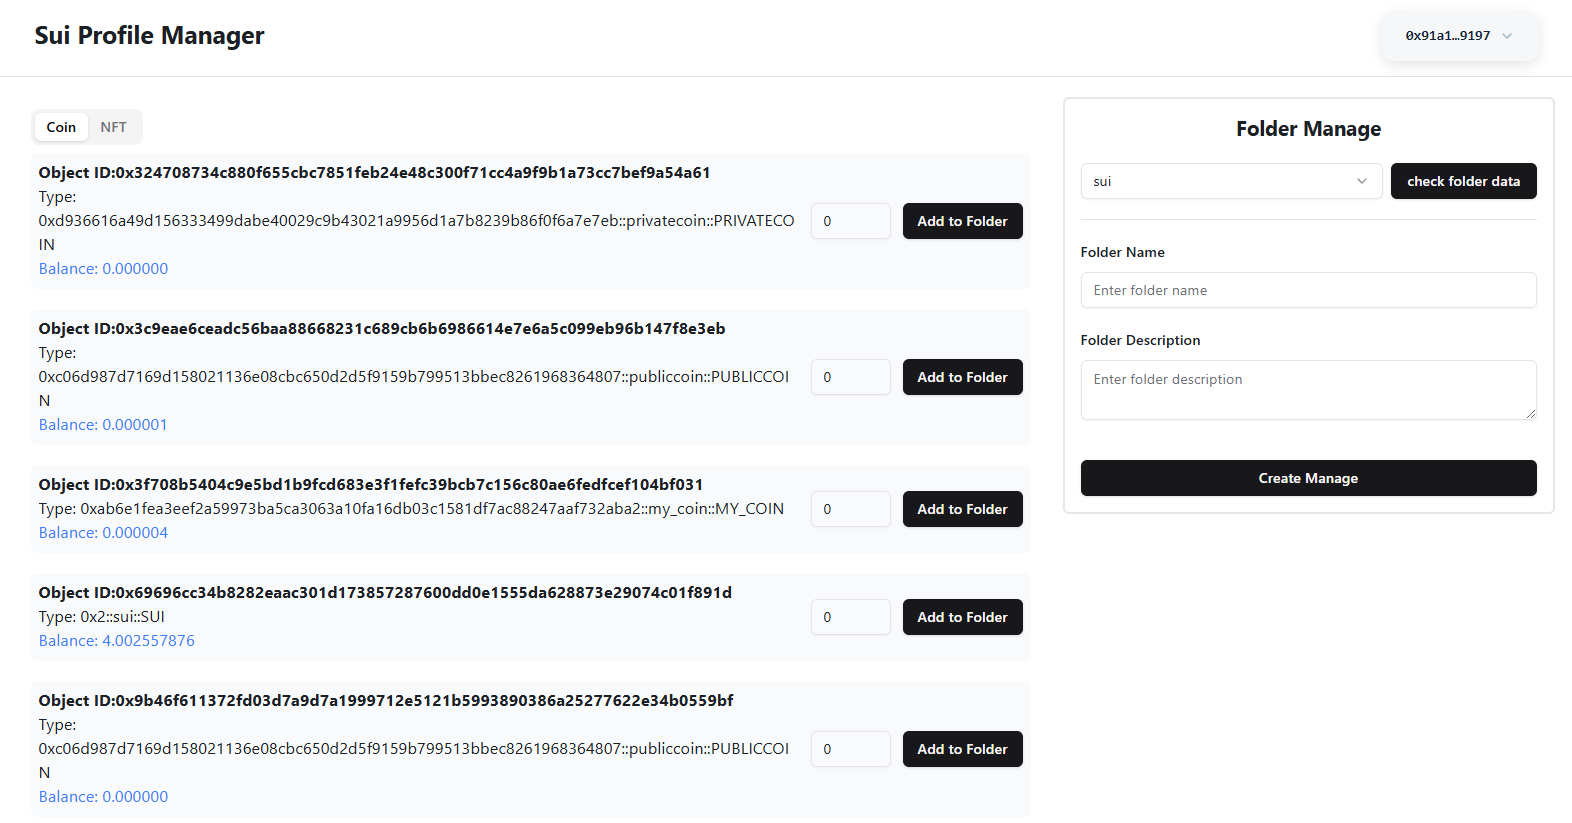 Sui Profile Manager
0x91a1…9197
Coin
NFT
Object ID:0x324708734c880f655cbc7851feb24e48c300f71cc4a9f9b1a73cc7bef9a54a61
Type:
0xd936616a49d156333499dabe40029c9b43021a9956d1a7b8239b86f0f6a7e7eb::privatecoin::PRIVATECO
IN
Balance: 0.000000
0
Add to Folder
Object ID:0x3c9eae6ceadc56baa88668231c689cb6b6986614e7e6a5c099eb96b147f8e3eb
Type:
0xc06d987d7169d158021136e08cbc650d2d5f9159b799513bbec8261968364807::publiccoin::PUBLICCOI
N
Balance: 0.000001
0
Add to Folder
Object ID:0x3f708b5404c9e5bd1b9fcd683e3f1fefc39bcb7c156c80ae6fedfcef104bf031
Type: 0xab6e1fea3eef2a59973ba5ca3063a10fa16db03c1581df7ac88247aaf732aba2::my_coin::MY_COIN
Balance: 0.000004
0
Add to Folder
Object ID:0x69696cc34b8282eaac301d173857287600dd0e1555da628873e29074c01f891d
Type: 0x2::sui::SUI
Balance: 4.002557876
0
Add to Folder
Object ID:0x9b46f611372fd03d7a9d7a1999712e5121b5993890386a25277622e34b0559bf
Type:
0xc06d987d7169d158021136e08cbc650d2d5f9159b799513bbec8261968364807::publiccoin::PUBLICCOI
N
Balance: 0.000000
0
Add to Folder
Folder Manage
sui
check folder data
Folder Name
Enter folder name
Folder Description
Enter folder description
Create Manage